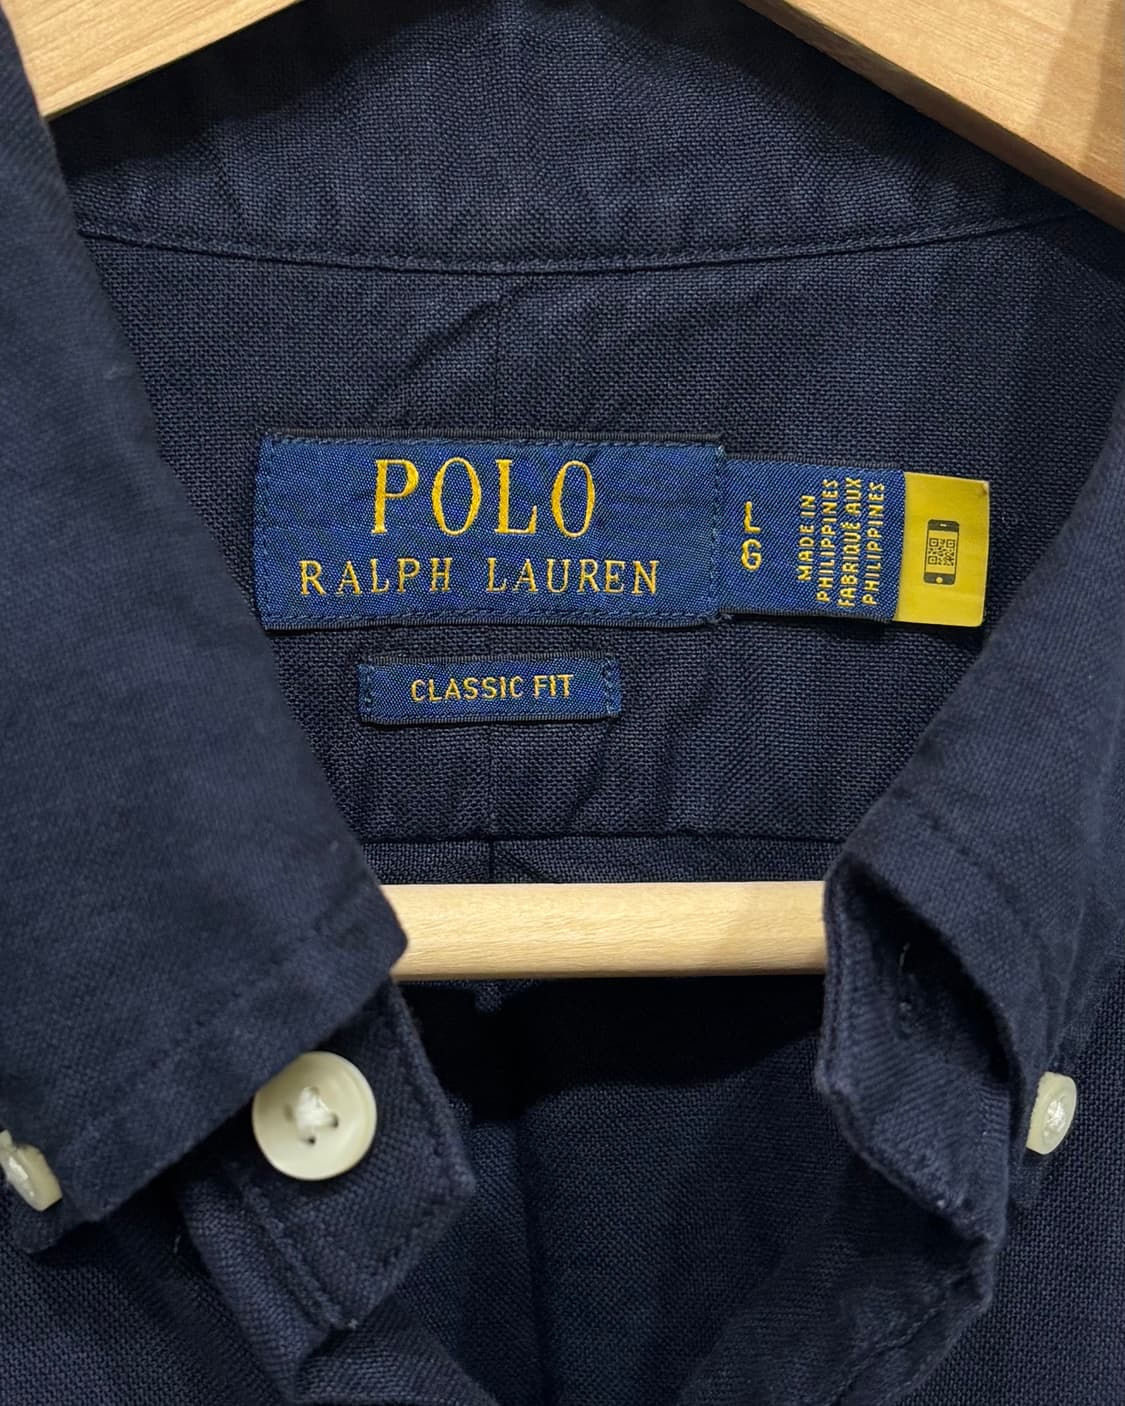 POLO
RALPH LAUREN
L
G
MADE IN
PHILIPPINES
FABRIQUÉ AUX
PHILIPPINES
CLASSIC FIT